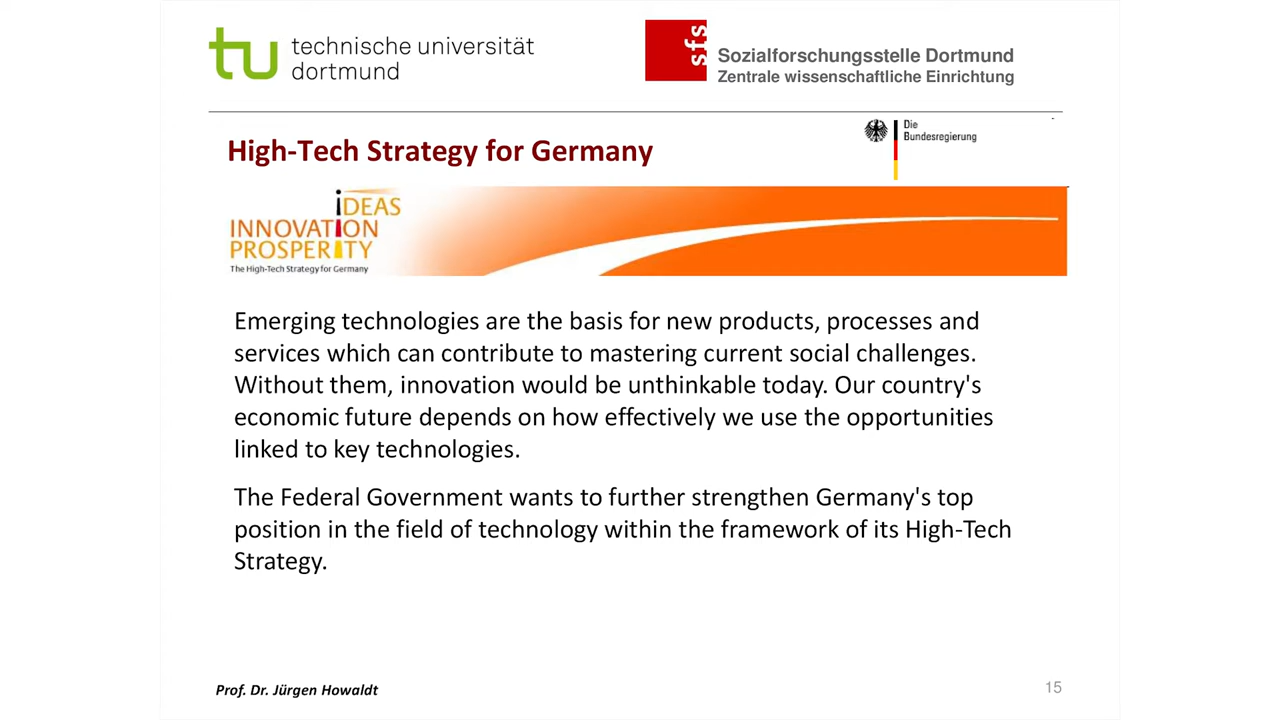 tu technische universität
dortmund
sfs
Sozialforschungsstelle Dortmund
Zentrale wissenschaftliche Einrichtung
High-Tech Strategy for Germany
Die
Bundesregierung
iDEAS
INNOVATION
PROSPERITY
The High-Tech Strategy for Germany
Emerging technologies are the basis for new products, processes and
services which can contribute to mastering current social challenges.
Without them, innovation would be unthinkable today. Our country's
economic future depends on how effectively we use the opportunities
linked to key technologies.
The Federal Government wants to further strengthen Germany's top
position in the field of technology within the framework of its High-Tech
Strategy.
Prof. Dr. Jürgen Howaldt
15